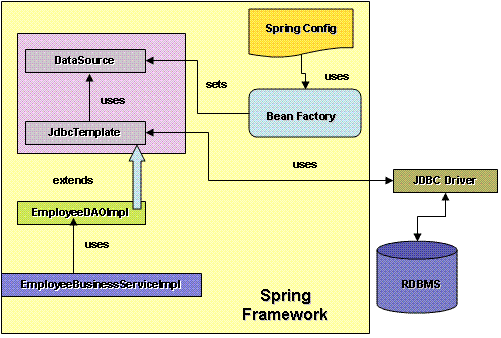 Spring Config
DataSource
sets
uses
uses
Bean Factory
JdbcTemplate
uses
extends
JDBC Driver
EmployeeDAOImpl
uses
RDBMS
EmployeeBusinessServiceImpl
Spring
Framework